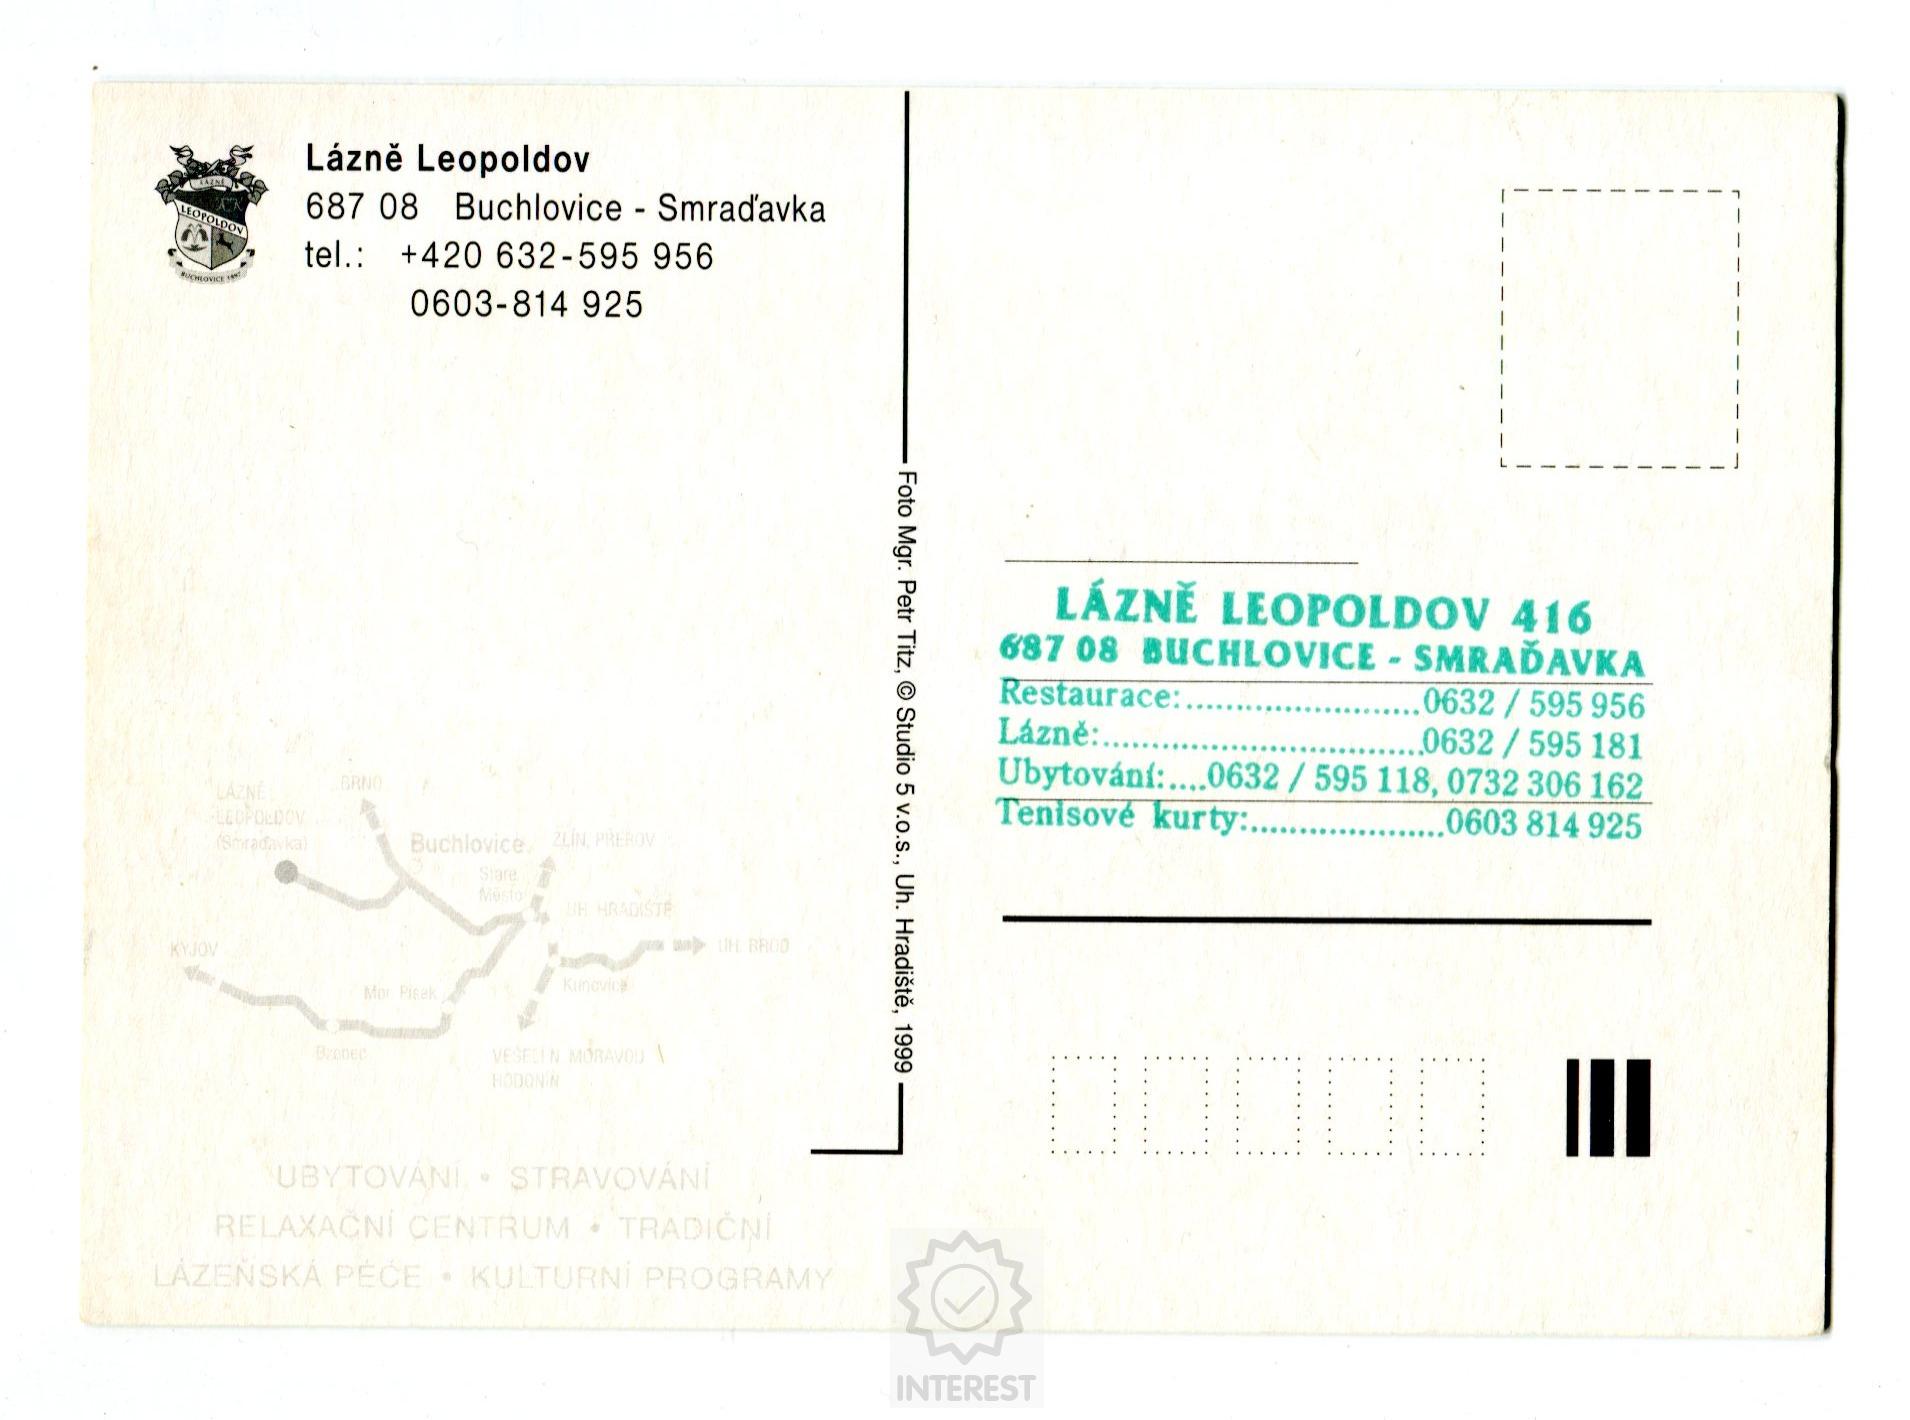 LÁZNĚ
LEOPOLDOV
BUCHLOVICE 1897
Lázně Leopoldov
687 08 Buchlovice - Smraďavka
tel.: +420 632-595 956
0603-814 925
Foto Mgr. Petr Titz, © Studio 5 v.o.s., Uh. Hradiště, 1999
LÁZNĚ LEOPOLDOV 416
687 08 BUCHLOVICE - SMRAĎAVKA
Restaurace:.......................0632 / 595 956
Lázně:................................0632 / 595 181
Ubytování:....0632 / 595 118, 0732 306 162
Tenisové kurty:...................0603 814 925
LÁZNĚ
LEOPOLDOV
(Smraďavka)
BRNO
Buchlovice
ZLÍN, PŘEROV
Staré
Město
UH. HRADIŠTĚ
KYJOV
UH. BROD
Mor. Písek
Kunovice
Bzenec
VESELÍ N. MORAVOU
HODONÍN
UBYTOVÁNÍ • STRAVOVÁNÍ
RELAXAČNÍ CENTRUM • TRADIČNÍ
LÁZEŇSKÁ PÉČE • KULTURNÍ PROGRAMY
INTEREST